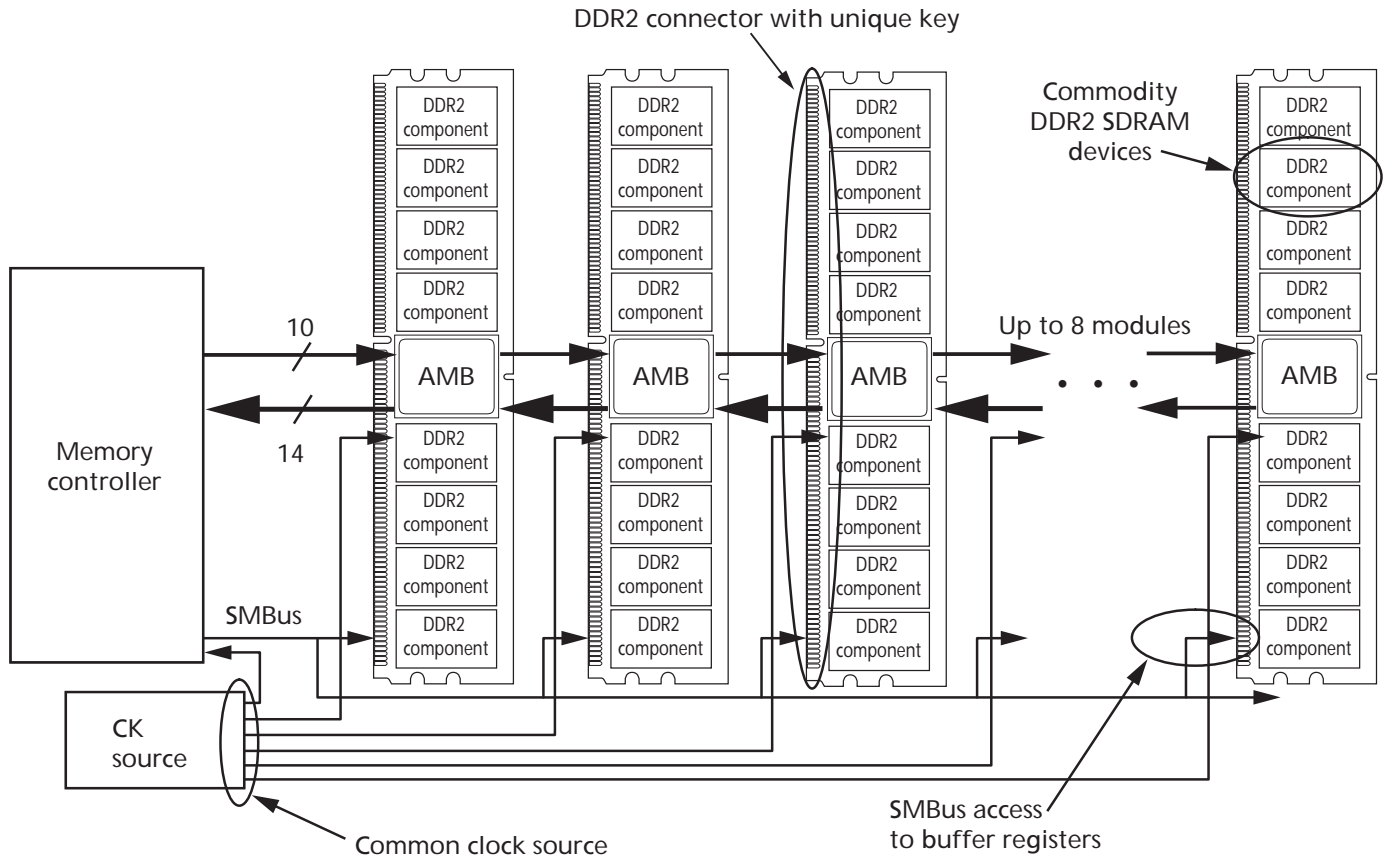 DDR2 connector with unique key
Commodity
DDR2 SDRAM
devices
DDR2
component
DDR2
component
DDR2
component
DDR2
component
AMB
DDR2
component
DDR2
component
DDR2
component
DDR2
component
DDR2
component
DDR2
component
DDR2
component
DDR2
component
AMB
DDR2
component
DDR2
component
DDR2
component
DDR2
component
DDR2
component
DDR2
component
DDR2
component
DDR2
component
AMB
DDR2
component
DDR2
component
DDR2
component
DDR2
component
Up to 8 modules
DDR2
component
DDR2
component
DDR2
component
DDR2
component
AMB
DDR2
component
DDR2
component
DDR2
component
DDR2
component
10
14
Memory
controller
SMBus
CK
source
Common clock source
SMBus access
to buffer registers